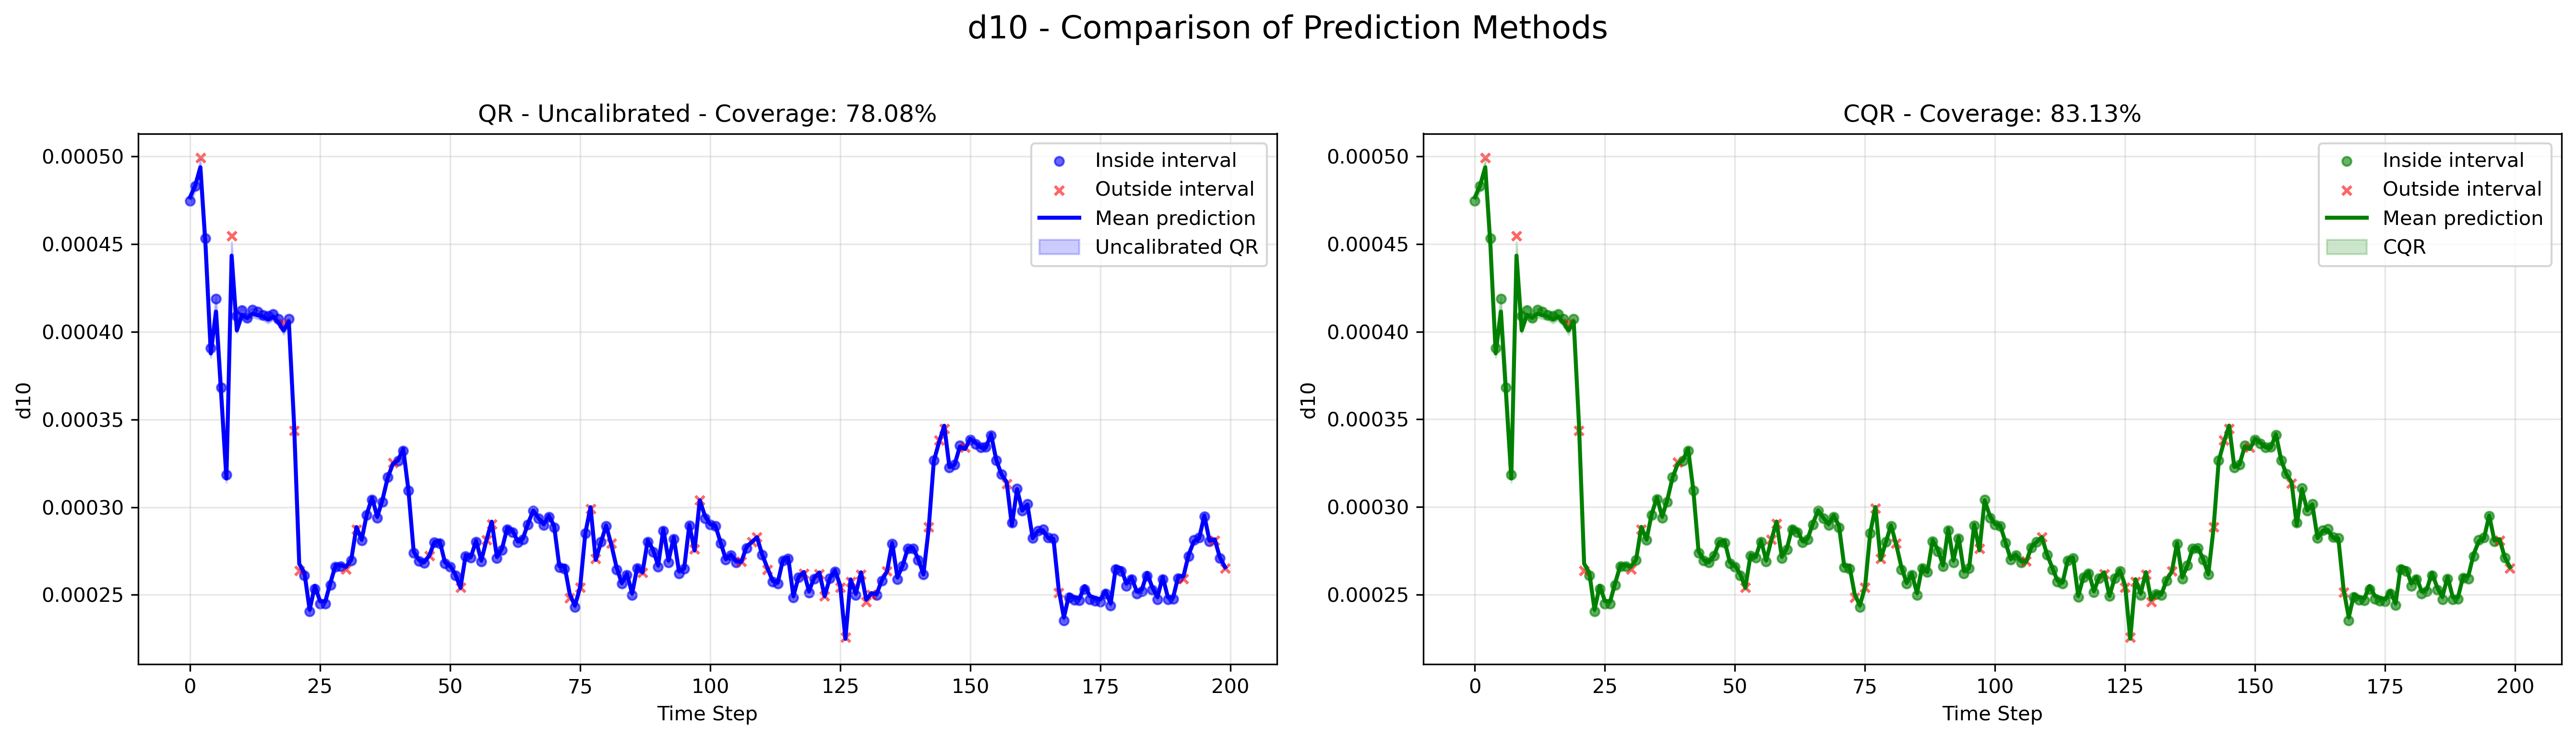 d10 - Comparison of Prediction Methods
QR - Uncalibrated - Coverage: 78.08%
d10
0.00050
0.00045
0.00040
0.00035
0.00030
0.00025
Inside interval
Outside interval
Mean prediction
Uncalibrated QR
0 25 50 75 100 125 150 175 200
Time Step
CQR - Coverage: 83.13%
d10
0.00050
0.00045
0.00040
0.00035
0.00030
0.00025
Inside interval
Outside interval
Mean prediction
CQR
0 25 50 75 100 125 150 175 200
Time Step